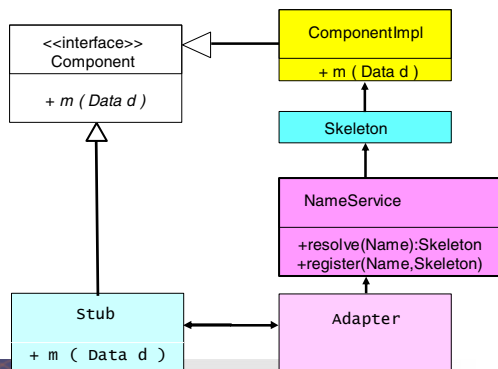 <<interface>>
Component
+ m ( Data d )
ComponentImpl
+ m ( Data d )
Skeleton
NameService
+resolve(Name):Skeleton
+register(Name,Skeleton)
Stub
+ m ( Data d )
Adapter